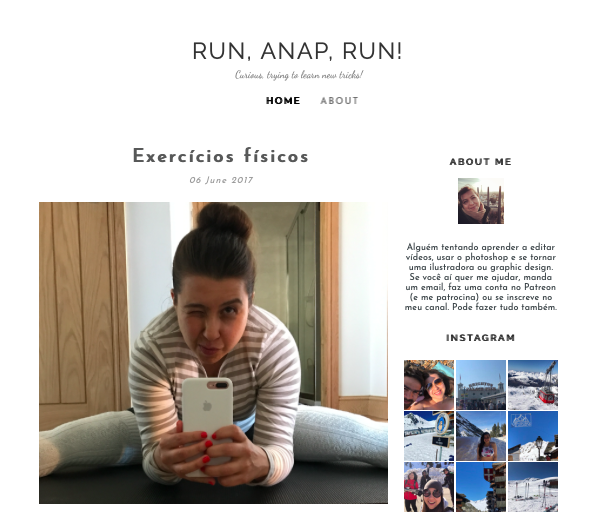 RUN, ANAP, RUN!
Curious, trying to learn new tricks!
HOME ABOUT
Exercícios físicos
06 June 2017
ABOUT ME
Alguém tentando aprender a editar
vídeos, usar o photoshop e se tornar
uma ilustradora ou graphic design.
Se você aí quer me ajudar, manda
um email, faz uma conta no Patreon
(e me patrocina) ou se inscreve no
meu canal. Pode fazer tudo também.
INSTAGRAM